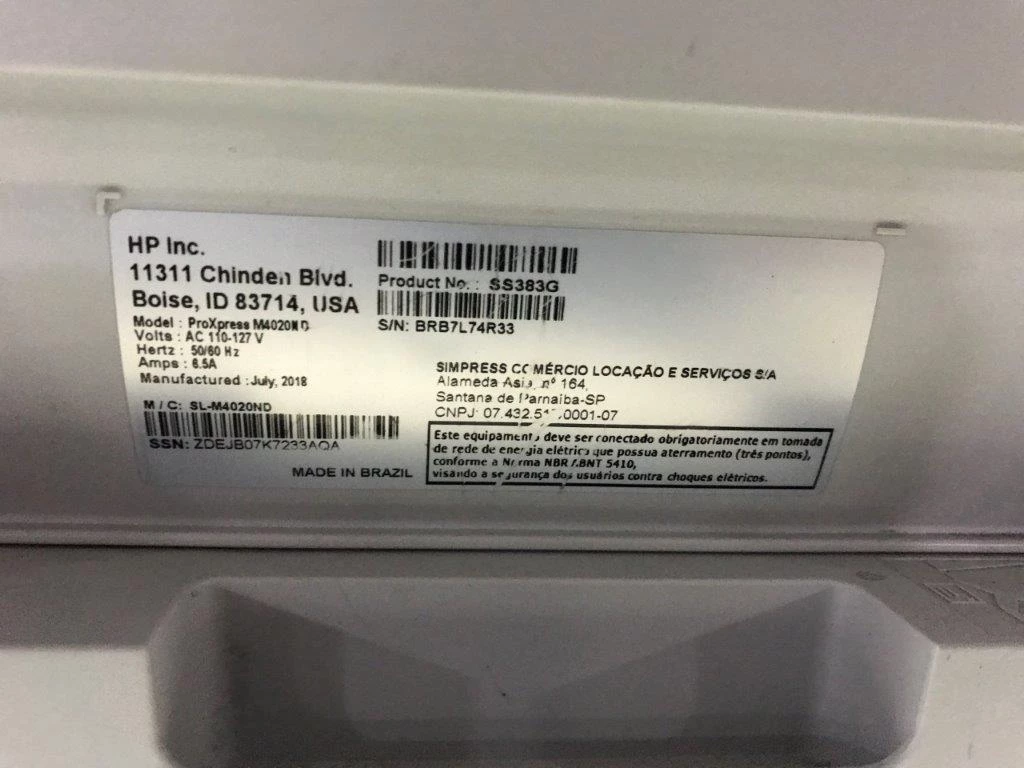 HP Inc.
11311 Chinden Blvd.
Boise, ID 83714, USA
Model : ProXpress M4020ND
Volts : AC 110-127 V
Hertz : 50/60 Hz
Amps : 6.5A
Manufactured : July, 2018
M / C: SL-M4020ND
SSN: ZDEJB07K7233AQA
MADE IN BRAZIL
Product No. : SS383G
S/N: BRB7L74R33
SIMPRESS COMÉRCIO LOCAÇÃO E SERVIÇOS S/A
Alameda Asia, nº 164,
Santana de Parnaiba-SP
CNPJ:
Este equipamento deve ser conectado obrigatoriamente em tomada
de rede de energia elétrica que possua aterramento (três pontos),
conforme a Norma NBR ABNT 5410,
visando a segurança dos usuários contra choques elétricos.